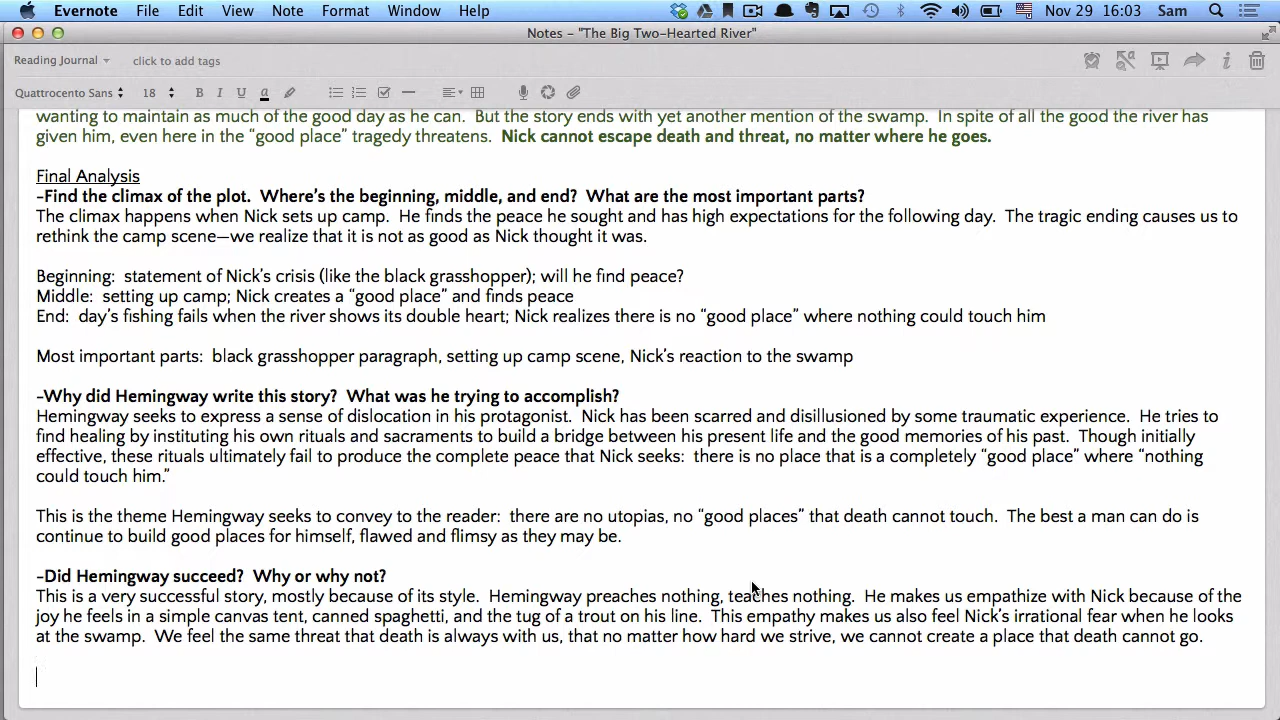 Evernote File Edit View Note Format Window Help Nov 29 16:03 Sam
Notes – "The Big Two-Hearted River"
Reading Journal click to add tags
Quattrocento Sans 18 B I U a
wanting to maintain as much of the good day as he can.  But the story ends with yet another mention of the swamp.  In spite of all the good the river has
given him, even here in the “good place” tragedy threatens.  Nick cannot escape death and threat, no matter where he goes.
Final Analysis
-Find the climax of the plot.  Where’s the beginning, middle, and end?  What are the most important parts?
The climax happens when Nick sets up camp.  He finds the peace he sought and has high expectations for the following day.  The tragic ending causes us to
rethink the camp scene—we realize that it is not as good as Nick thought it was.
Beginning:  statement of Nick’s crisis (like the black grasshopper); will he find peace?
Middle:  setting up camp; Nick creates a “good place” and finds peace
End:  day’s fishing fails when the river shows its double heart; Nick realizes there is no “good place” where nothing could touch him
Most important parts:  black grasshopper paragraph, setting up camp scene, Nick’s reaction to the swamp
-Why did Hemingway write this story?  What was he trying to accomplish?
Hemingway seeks to express a sense of dislocation in his protagonist.  Nick has been scarred and disillusioned by some traumatic experience.  He tries to
find healing by instituting his own rituals and sacraments to build a bridge between his present life and the good memories of his past.  Though initially
effective, these rituals ultimately fail to produce the complete peace that Nick seeks:  there is no place that is a completely “good place” where “nothing
could touch him.”
This is the theme Hemingway seeks to convey to the reader:  there are no utopias, no “good places” that death cannot touch.  The best a man can do is
continue to build good places for himself, flawed and flimsy as they may be.
-Did Hemingway succeed?  Why or why not?
This is a very successful story, mostly because of its style.  Hemingway preaches nothing, teaches nothing.  He makes us empathize with Nick because of the
joy he feels in a simple canvas tent, canned spaghetti, and the tug of a trout on his line.  This empathy makes us also feel Nick’s irrational fear when he looks
at the swamp.  We feel the same threat that death is always with us, that no matter how hard we strive, we cannot create a place that death cannot go.